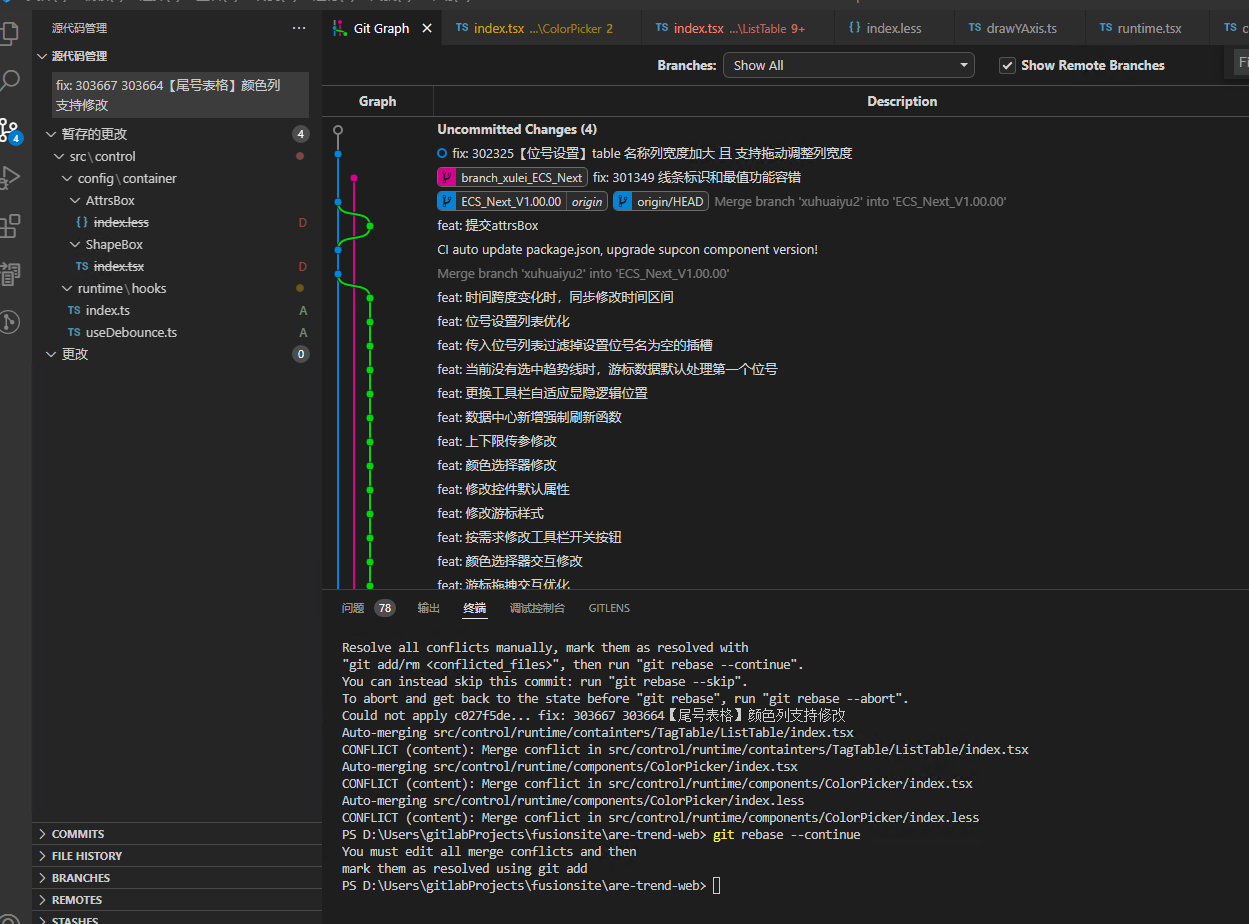 源代码管理
源代码管理
fix: 303667 303664【尾号表格】颜色列
支持修改
暂存的更改 4
src\control
config\container
AttrsBox
{ } index.less D
ShapeBox
TS index.tsx D
runtime\hooks
TS index.ts A
TS useDebounce.ts A
更改 0
COMMITS
FILE HISTORY
BRANCHES
REMOTES
STASHES
4
Git Graph
TS index.tsx ...\ColorPicker 2
TS index.tsx ...\ListTable 9+
{ } index.less
TS drawYAxis.ts
TS runtime.tsx
TS
Branches: Show All
Show Remote Branches
Graph Description
Uncommitted Changes (4)
fix: 302325【位号设置】table 名称列宽度加大 且 支持拖动调整列宽度
branch_xulei_ECS_Next fix: 301349 线条标识和最值功能容错
ECS_Next_V1.00.00 origin origin/HEAD Merge branch 'xuhuaiyu2' into 'ECS_Next_V1.00.00'
feat: 提交attrsBox
CI auto update package.json, upgrade supcon component version!
Merge branch 'xuhuaiyu2' into 'ECS_Next_V1.00.00'
feat: 时间跨度变化时，同步修改时间区间
feat: 位号设置列表优化
feat: 传入位号列表过滤掉设置位号名为空的插槽
feat: 当前没有选中趋势线时，游标数据默认处理第一个位号
feat: 更换工具栏自适应显隐逻辑位置
feat: 数据中心新增强制刷新函数
feat: 上下限传参修改
feat: 颜色选择器修改
feat: 修改控件默认属性
feat: 修改游标样式
feat: 按需求修改工具栏开关按钮
feat: 颜色选择器交互修改
feat: 游标拖拽交互优化
问题 78 输出 终端 调试控制台 GITLENS
Resolve all conflicts manually, mark them as resolved with
"git add/rm <conflicted_files>", then run "git rebase --continue".
You can instead skip this commit: run "git rebase --skip".
To abort and get back to the state before "git rebase", run "git rebase --abort".
Could not apply c027f5de... fix: 303667 303664【尾号表格】颜色列支持修改
Auto-merging src/control/runtime/containters/TagTable/ListTable/index.tsx
CONFLICT (content): Merge conflict in src/control/runtime/containters/TagTable/ListTable/index.tsx
Auto-merging src/control/runtime/components/ColorPicker/index.tsx
CONFLICT (content): Merge conflict in src/control/runtime/components/ColorPicker/index.tsx
Auto-merging src/control/runtime/components/ColorPicker/index.less
CONFLICT (content): Merge conflict in src/control/runtime/components/ColorPicker/index.less
PS D:\Users\gitlabProjects\fusionsite\are-trend-web> git rebase --continue
You must edit all merge conflicts and then
mark them as resolved using git add
PS D:\Users\gitlabProjects\fusionsite\are-trend-web>